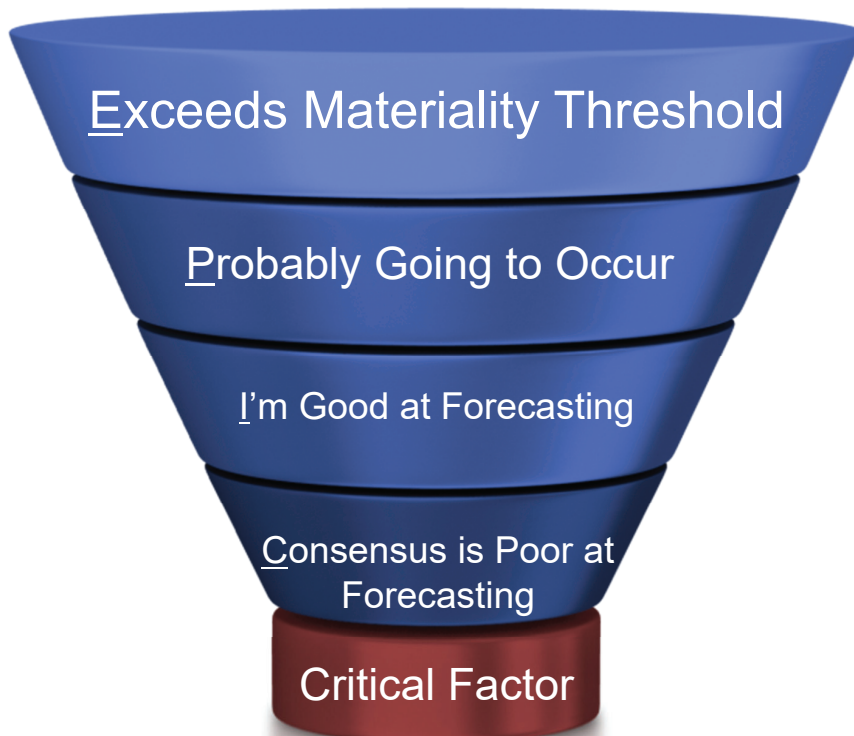 Exceeds Materiality Threshold
Probably Going to Occur
I’m Good at Forecasting
Consensus is Poor at
Forecasting
Critical Factor